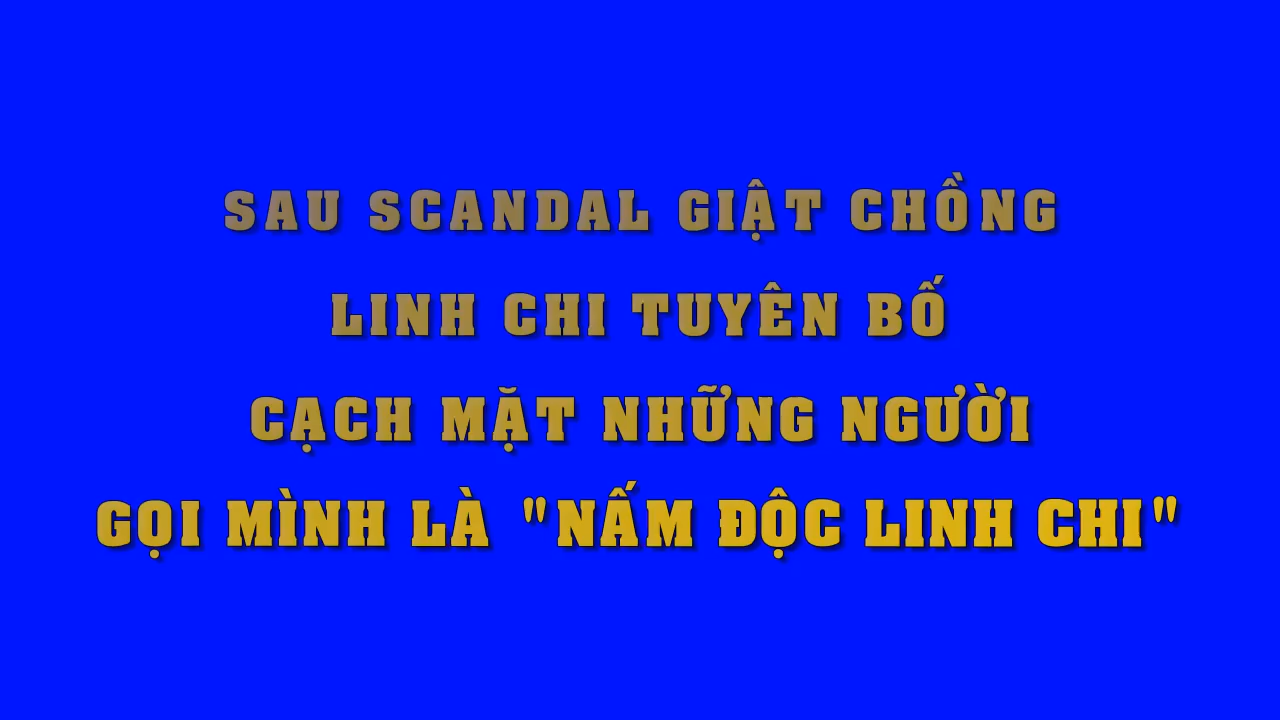 SAU SCANDAL GIẬT CHỒNG
LINH CHI TUYÊN BỐ
CẠCH MẶT NHỮNG NGƯỜI
GỌI MÌNH LÀ "NẤM ĐỘC LINH CHI"